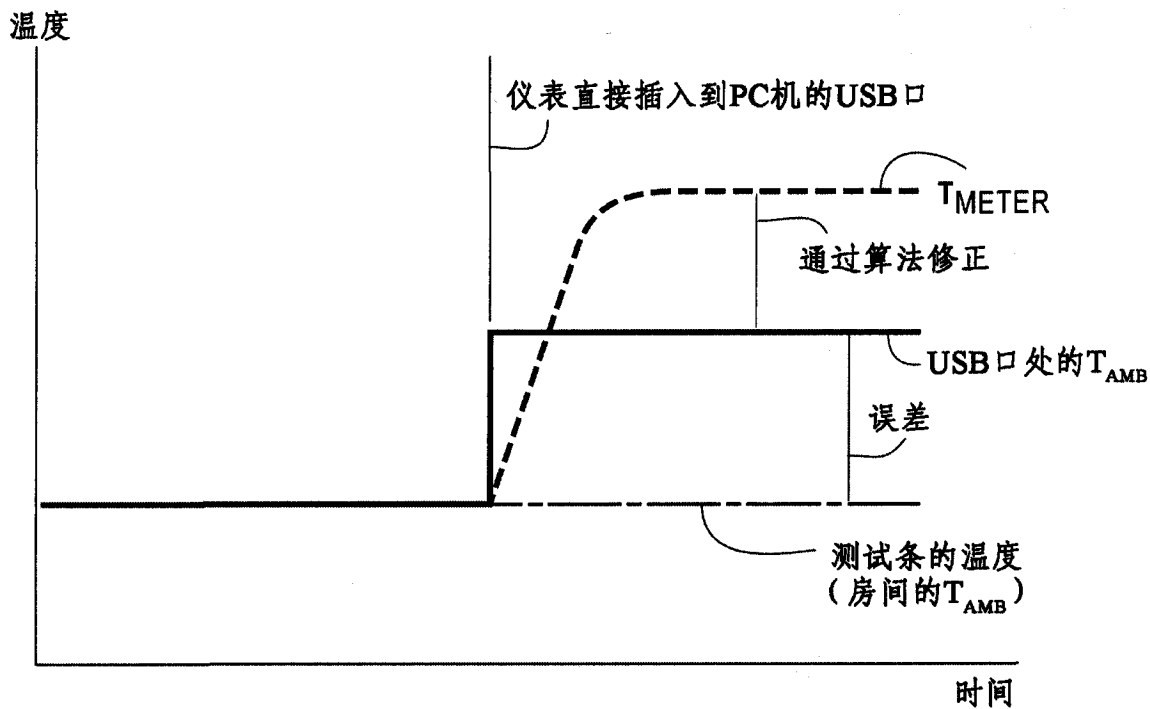 温度
仪表直接插入到PC机的USB口
TMETER
通过算法修正
USB口处的TAMB
误差
测试条的温度
(房间的TAMB)
时间